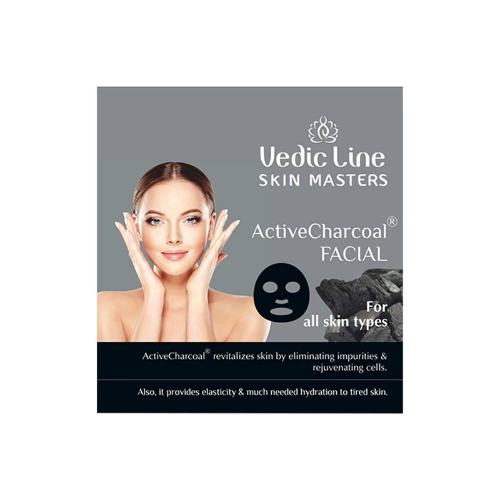 Vedic Line
SKIN MASTERS
ActiveCharcoal®
FACIAL
For
all skin types
ActiveCharcoal® revitalizes skin by eliminating impurities &
rejuvenating cells.
Also, it provides elasticity & much needed hydration to tired skin.